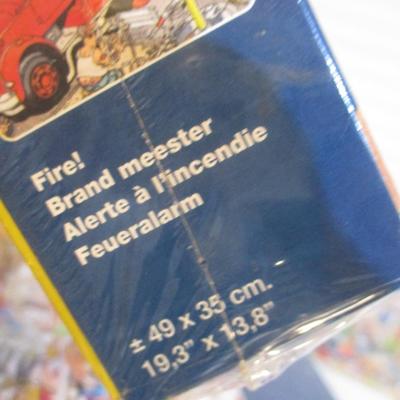 Fire!
Brand meester
Alerte à l'incendie
Feueralarm
± 49 x 35 cm.
19,3" x 13,8"